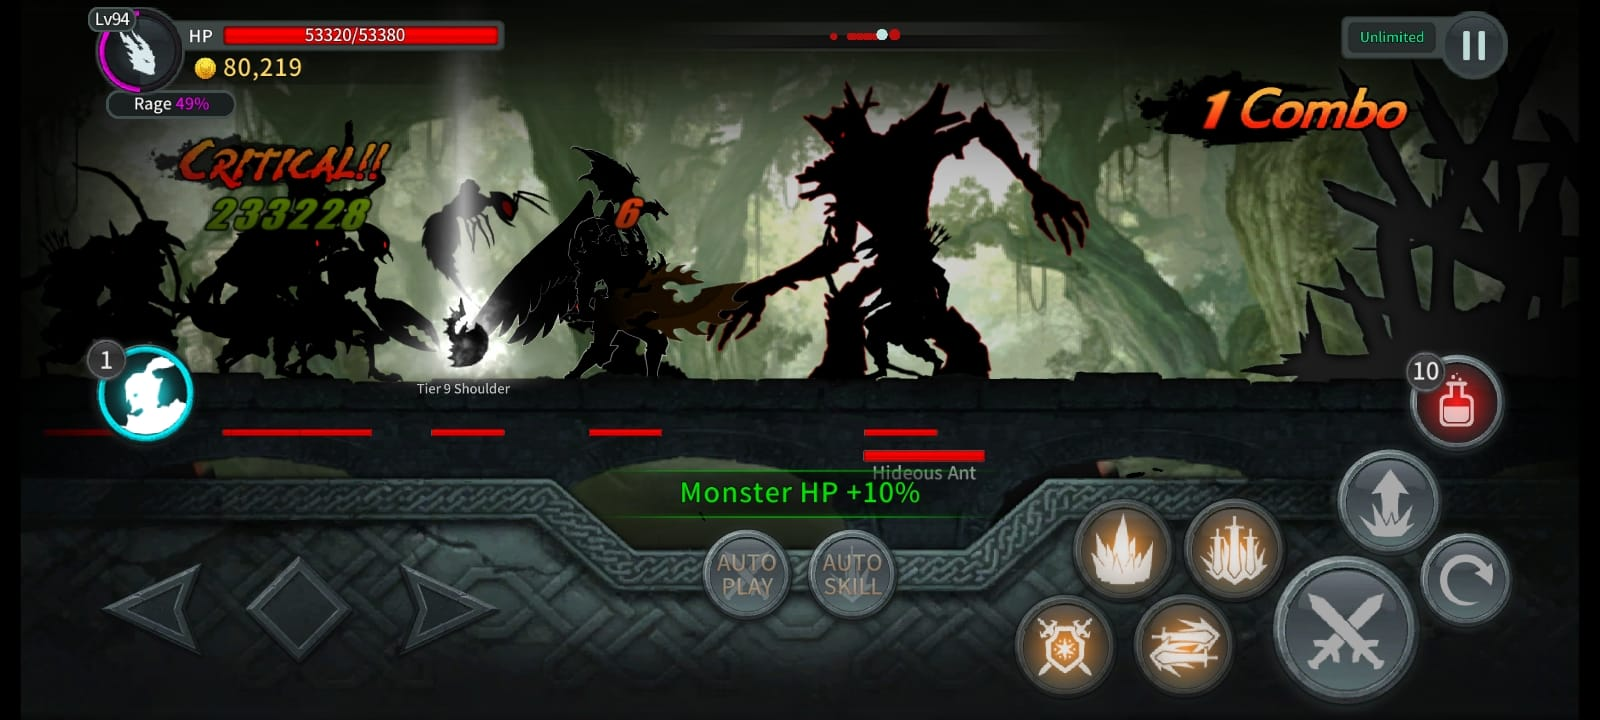 Lv94
HP
53320/53380
80,219
Rage 49%
Unlimited
1 Combo
CRITICAL!!
233228
6
1
Tier 9 Shoulder
10
Hideous Ant
Monster HP +10%
AUTO
PLAY
AUTO
SKILL